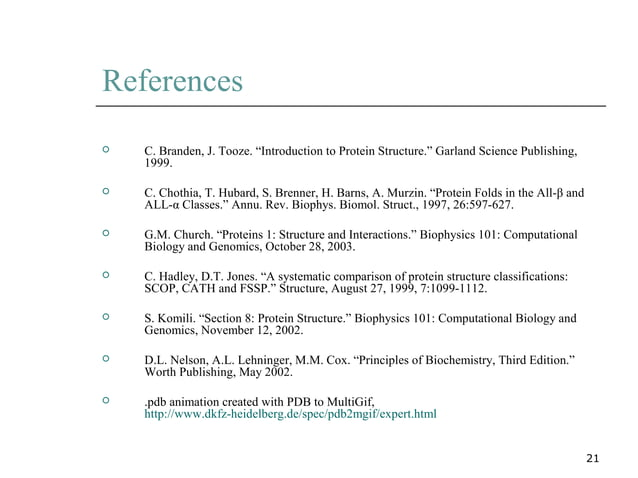 References
C. Branden, J. Tooze. “Introduction to Protein Structure.” Garland Science Publishing,
1999.
C. Chothia, T. Hubard, S. Brenner, H. Barns, A. Murzin. “Protein Folds in the All-β and
ALL-α Classes.” Annu. Rev. Biophys. Biomol. Struct., 1997, 26:597-627.
G.M. Church. “Proteins 1: Structure and Interactions.” Biophysics 101: Computational
Biology and Genomics, October 28, 2003.
C. Hadley, D.T. Jones. “A systematic comparison of protein structure classifications:
SCOP, CATH and FSSP.” Structure, August 27, 1999, 7:1099-1112.
S. Komili. “Section 8: Protein Structure.” Biophysics 101: Computational Biology and
Genomics, November 12, 2002.
D.L. Nelson, A.L. Lehninger, M.M. Cox. “Principles of Biochemistry, Third Edition.”
Worth Publishing, May 2002.
.pdb animation created with PDB to MultiGif,
http://www.dkfz-heidelberg.de/spec/pdb2mgif/expert.html
21